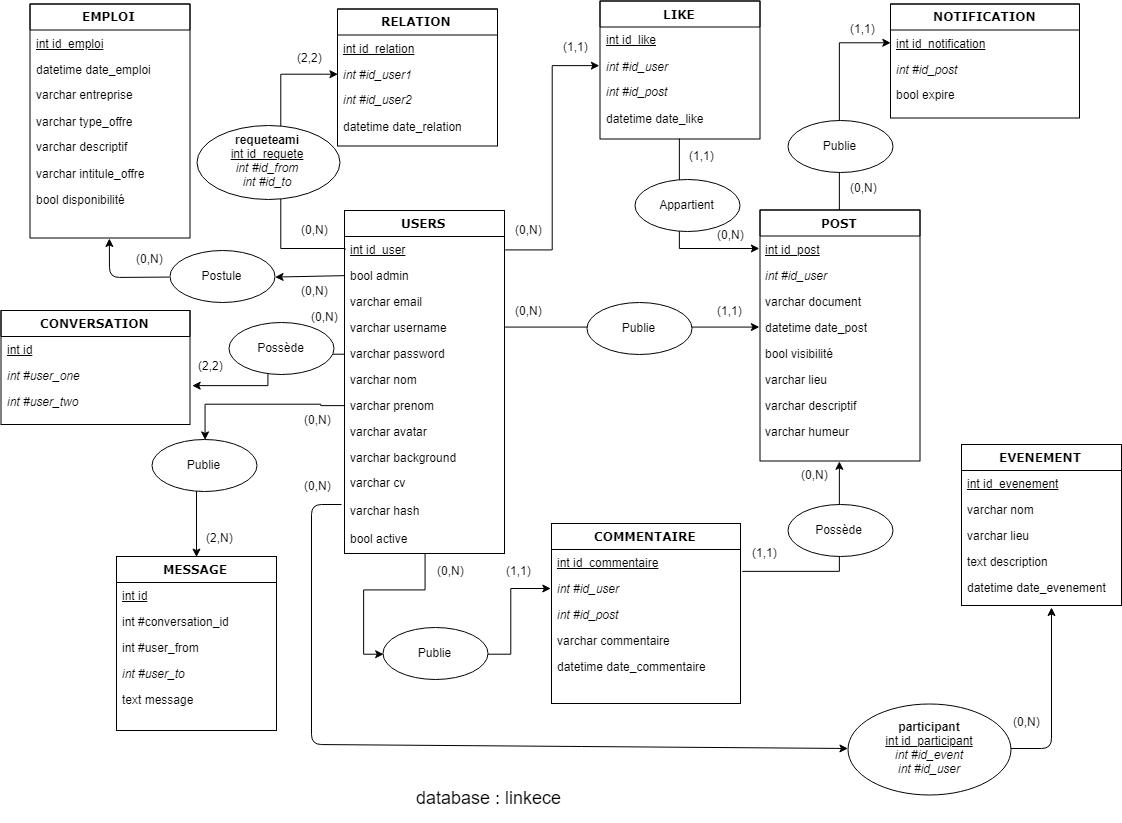 EMPLOI
int id_emploi
datetime date_emploi
varchar entreprise
varchar type_offre
varchar descriptif
varchar intitule_offre
bool disponibilité
RELATION
int id_relation
int #id_user1
int #id_user2
datetime date_relation
(2,2)
requeteami
int id_requete
int #id_from
int #id_to
(0,N)
LIKE
int id_like
int #id_user
int #id_post
datetime date_like
(1,1)
(1,1)
Appartient
(0,N)
NOTIFICATION
int id_notification
int #id_post
bool expire
(1,1)
Publie
(0,N)
USERS
int id_user
bool admin
varchar email
varchar username
varchar password
varchar nom
varchar prenom
varchar avatar
varchar background
varchar cv
varchar hash
bool active
(0,N)
POST
int id_post
int #id_user
varchar document
datetime date_post
bool visibilité
varchar lieu
varchar descriptif
varchar humeur
(0,N)
Postule
(0,N)
(0,N)
Publie
(1,1)
CONVERSATION
int id
int #user_one
int #user_two
(0,N)
Possède
(2,2)
(0,N)
Publie
(2,N)
MESSAGE
int id
int #conversation_id
int #user_from
int #user_to
text message
(0,N)
(0,N)
Publie
(1,1)
COMMENTAIRE
int id_commentaire
int #id_user
int #id_post
varchar commentaire
datetime date_commentaire
(1,1)
Possède
(0,N)
EVENEMENT
int id_evenement
varchar nom
varchar lieu
text description
datetime date_evenement
(0,N)
participant
int id_participant
int #id_event
int #id_user
database : linkece